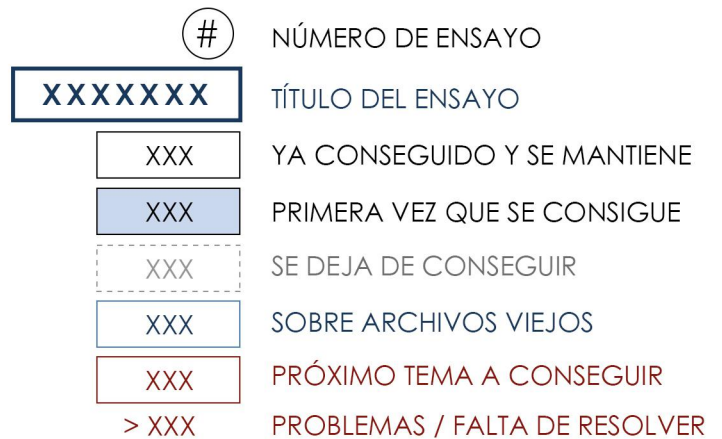 # NÚMERO DE ENSAYO
XXXXXXX TÍTULO DEL ENSAYO
XXX YA CONSEGUIDO Y SE MANTIENE
XXX PRIMERA VEZ QUE SE CONSIGUE
XXX SE DEJA DE CONSEGUIR
XXX SOBRE ARCHIVOS VIEJOS
XXX PRÓXIMO TEMA A CONSEGUIR
> XXX PROBLEMAS / FALTA DE RESOLVER